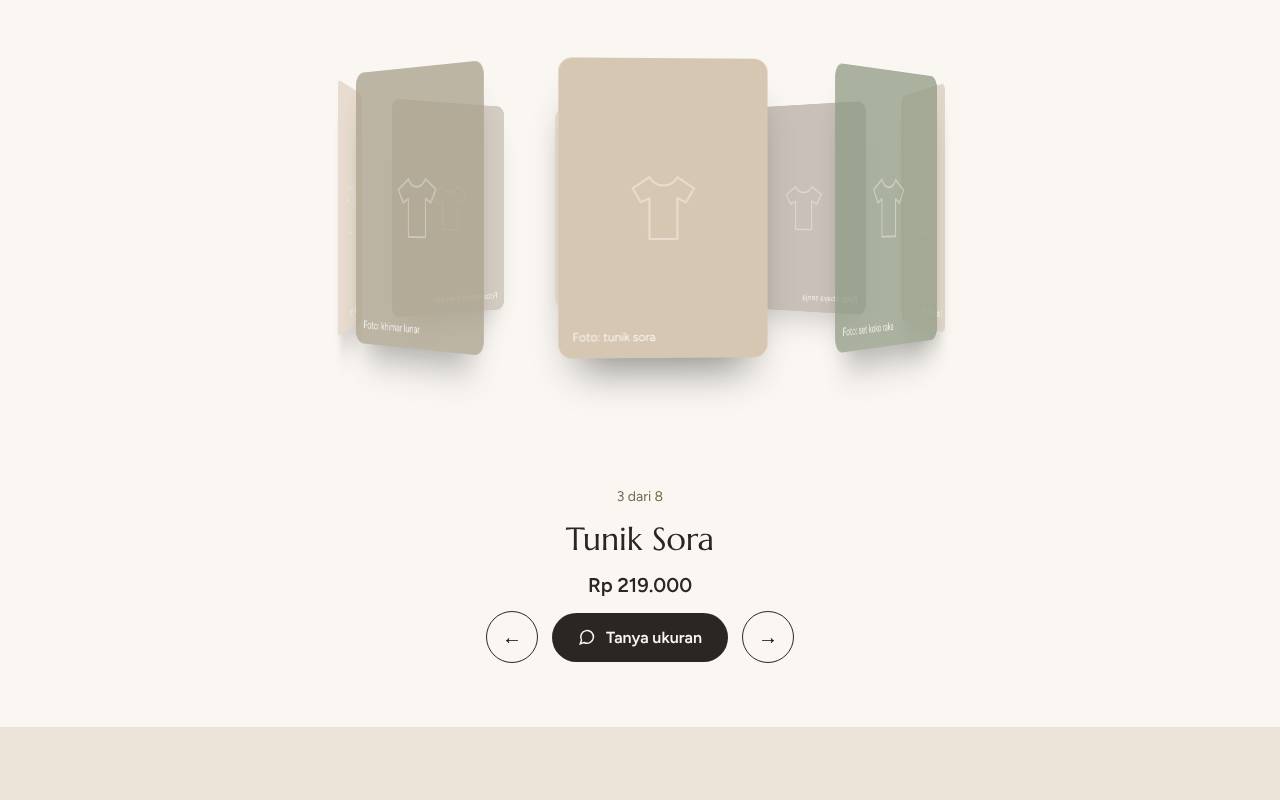 Foto: khimar lunar
Foto: tunik sora
Foto: set koko raka
3 dari 8
Tunik Sora
Rp 219.000
←
Tanya ukuran
→